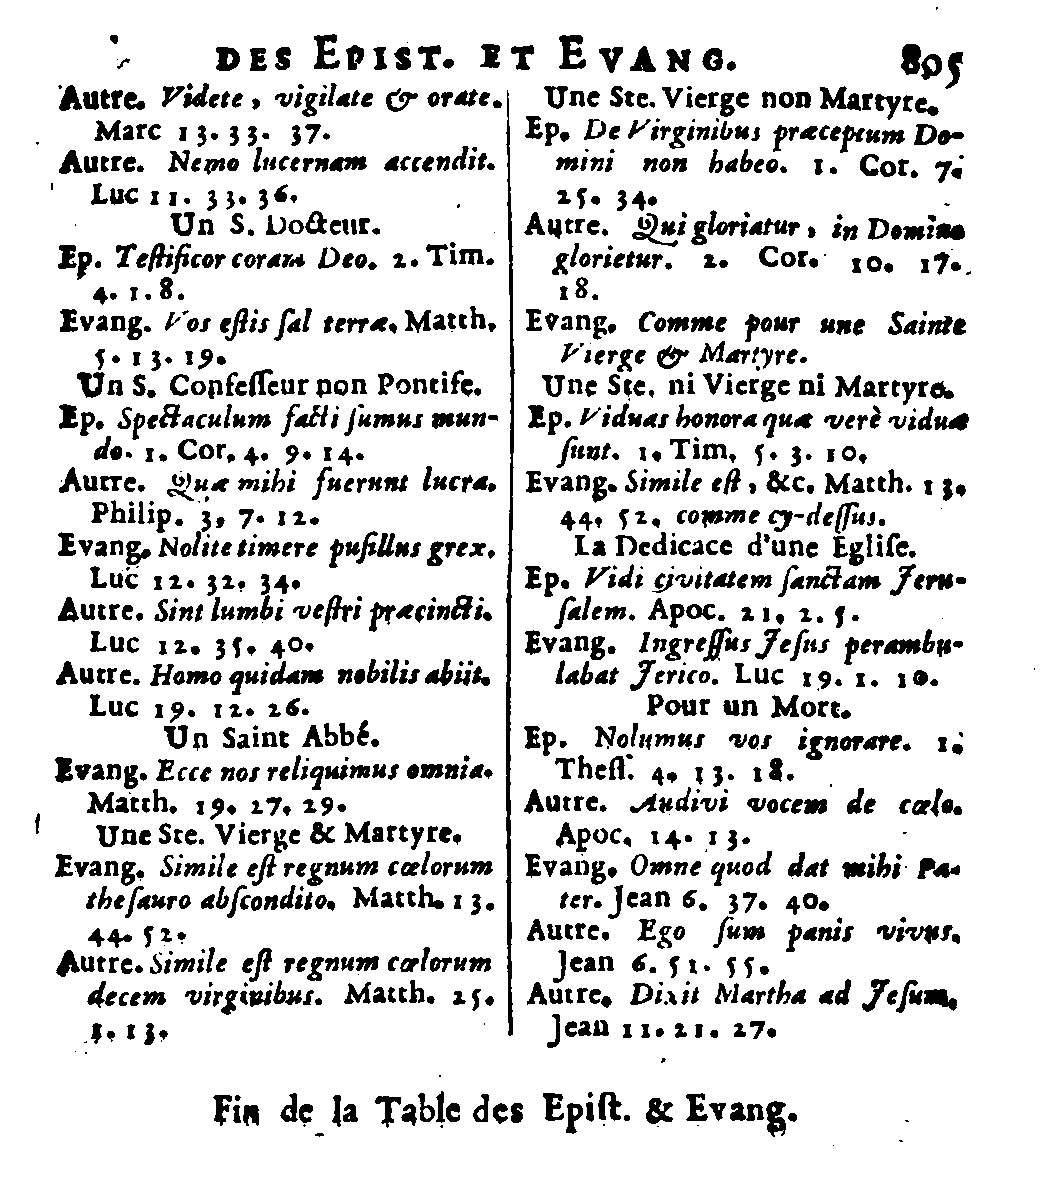 DES EPIST. ET EVANG. 805
Autre. Videte, vigilate & orate.
Marc 13. 33. 37.
Autre. Nemo lucernam accendit.
Luc 11. 33. 36.
Un S. Docteur.
Ep. Teſtificor coram Deo. 2. Tim.
4. 1. 8.
Evang. Vos eſtis ſal terræ. Matth.
5. 13. 19.
Un S. Confeſſeur non Pontife.
Ep. Spectaculum facti ſumus mun-
do. 1. Cor. 4. 9. 14.
Autre. Quæ mihi fuerunt lucra.
Philip. 3, 7. 12.
Evang. Nolite timere puſillus grex.
Luc 12. 32. 34.
Autre. Sint lumbi veſtri præcincti.
Luc 12. 35. 40.
Autre. Homo quidam nobilis abiit.
Luc 19. 12. 26.
Un Saint Abbé.
Evang. Ecce nos reliquimus omnia.
Matth. 19. 27. 29.
Une Ste. Vierge & Martyre.
Evang. Simile eſt regnum cœlorum
theſauro abſcondito. Matth. 13.
44. 52.
Autre. Simile eſt regnum cœlorum
decem virginibus. Matth. 25.
1. 13.
Une Ste. Vierge non Martyre.
Ep. De Virginibus præceptum Do-
mini non habeo. 1. Cor. 7.
25. 34.
Autre. Qui gloriatur, in Domino
glorietur. 2. Cor. 10. 17.
18.
Evang. Comme pour une Sainte
Vierge & Martyre.
Une Ste. ni Vierge ni Martyre.
Ep. Viduas honora quæ verè viduæ
ſunt. 1. Tim. 5. 3. 10.
Evang. Simile eſt, &c. Matth. 13.
44. 52. comme cy-deſſus.
La Dedicace d'une Egliſe.
Ep. Vidi civitatem ſanctam Jeru-
ſalem. Apoc. 21. 2. 5.
Evang. Ingreſſus Jeſus perambu-
labat Jerico. Luc 19. 1. 10.
Pour un Mort.
Ep. Nolumus vos ignorare. 1.
Theſſ. 4. 13. 18.
Autre. Audivi vocem de cœlo.
Apoc. 14. 13.
Evang. Omne quod dat mihi Pa-
ter. Jean 6. 37. 40.
Autre. Ego ſum panis vivus.
Jean 6. 51. 55.
Autre. Dixit Martha ad Jeſum.
Jean 11. 21. 27.
Fin de la Table des Epiſt. & Evang.